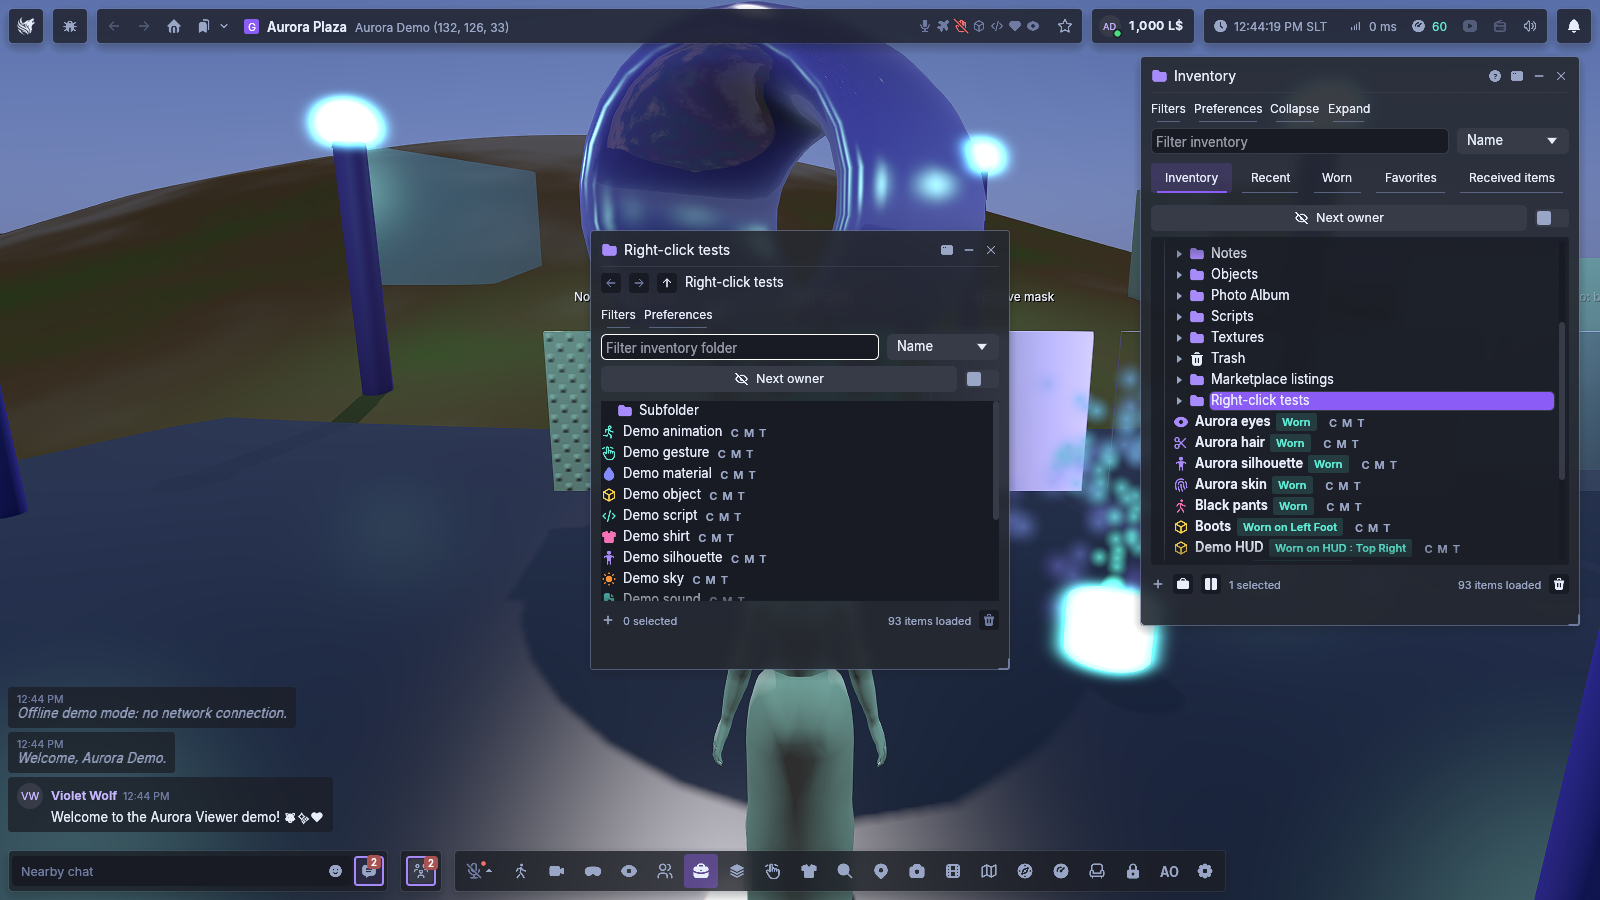 Aurora Plaza Aurora Demo (132, 126, 33)
AD 1,000 L$
12:44:19 PM SLT 0 ms 60
Inventory
Filters Preferences Collapse Expand
Filter inventory Name
Inventory Recent Worn Favorites Received items
Next owner
Notes
Objects
Photo Album
Scripts
Textures
Trash
Marketplace listings
Right-click tests
Aurora eyes Worn C M T
Aurora hair Worn C M T
Aurora silhouette Worn C M T
Aurora skin Worn C M T
Black pants Worn C M T
Boots Worn on Left Foot C M T
Demo HUD Worn on HUD : Top Right C M T
1 selected 93 items loaded
Right-click tests
Right-click tests
Filters Preferences
Filter inventory folder Name
Next owner
Subfolder
Demo animation C M T
Demo gesture C M T
Demo material C M T
Demo object C M T
Demo script C M T
Demo shirt C M T
Demo silhouette C M T
Demo sky C M T
Demo sound C M T
0 selected 93 items loaded
mask
12:44 PM
Offline demo mode: no network connection.
12:44 PM
Welcome, Aurora Demo.
VW Violet Wolf 12:44 PM
Welcome to the Aurora Viewer demo!
Nearby chat 2 2 AO